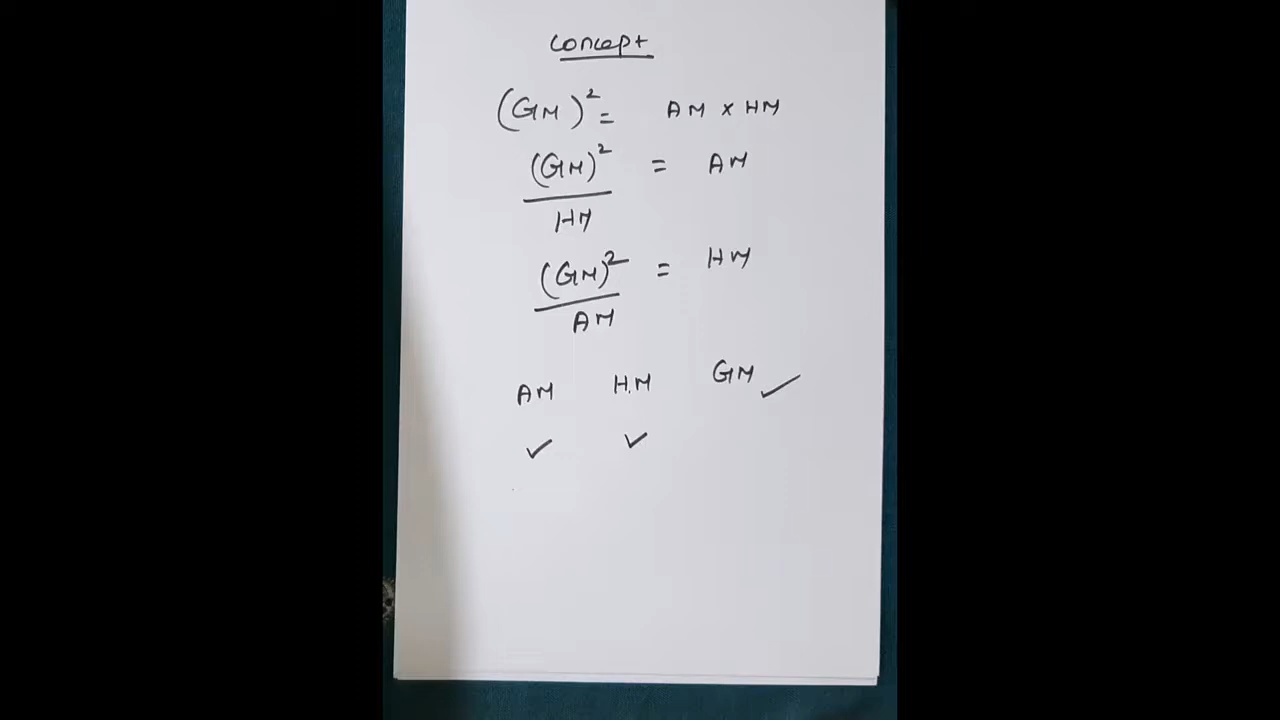 Concept
(GM)² = AM x HM
(GM)² = AM
HM
(GM)² = HM
AM
AM H.M GM ✓
✓ ✓